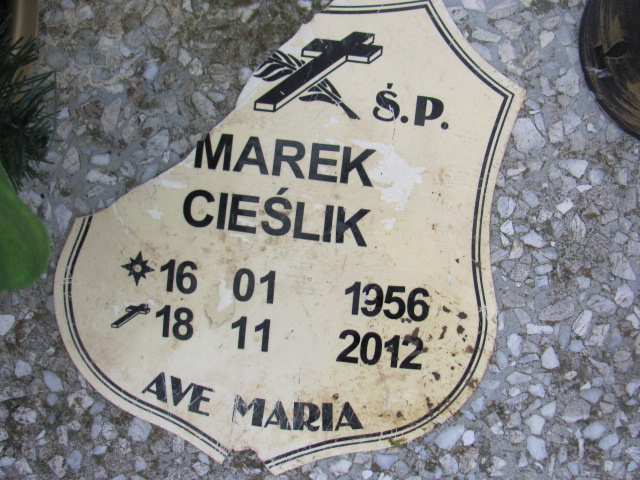 Ś.P.
MAREK
CIEŚLIK
16 01 1956
18 11 2012
AVE MARIA